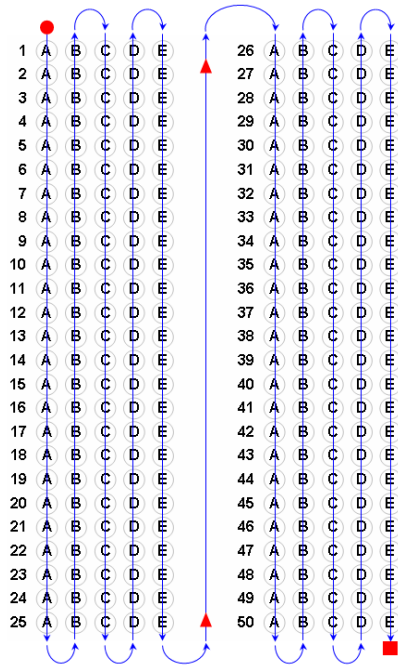 1 A B C D E 26 A B C D E
2 A B C D E 27 A B C D E
3 A B C D E 28 A B C D E
4 A B C D E 29 A B C D E
5 A B C D E 30 A B C D E
6 A B C D E 31 A B C D E
7 A B C D E 32 A B C D E
8 A B C D E 33 A B C D E
9 A B C D E 34 A B C D E
10 A B C D E 35 A B C D E
11 A B C D E 36 A B C D E
12 A B C D E 37 A B C D E
13 A B C D E 38 A B C D E
14 A B C D E 39 A B C D E
15 A B C D E 40 A B C D E
16 A B C D E 41 A B C D E
17 A B C D E 42 A B C D E
18 A B C D E 43 A B C D E
19 A B C D E 44 A B C D E
20 A B C D E 45 A B C D E
21 A B C D E 46 A B C D E
22 A B C D E 47 A B C D E
23 A B C D E 48 A B C D E
24 A B C D E 49 A B C D E
25 A B C D E 50 A B C D E